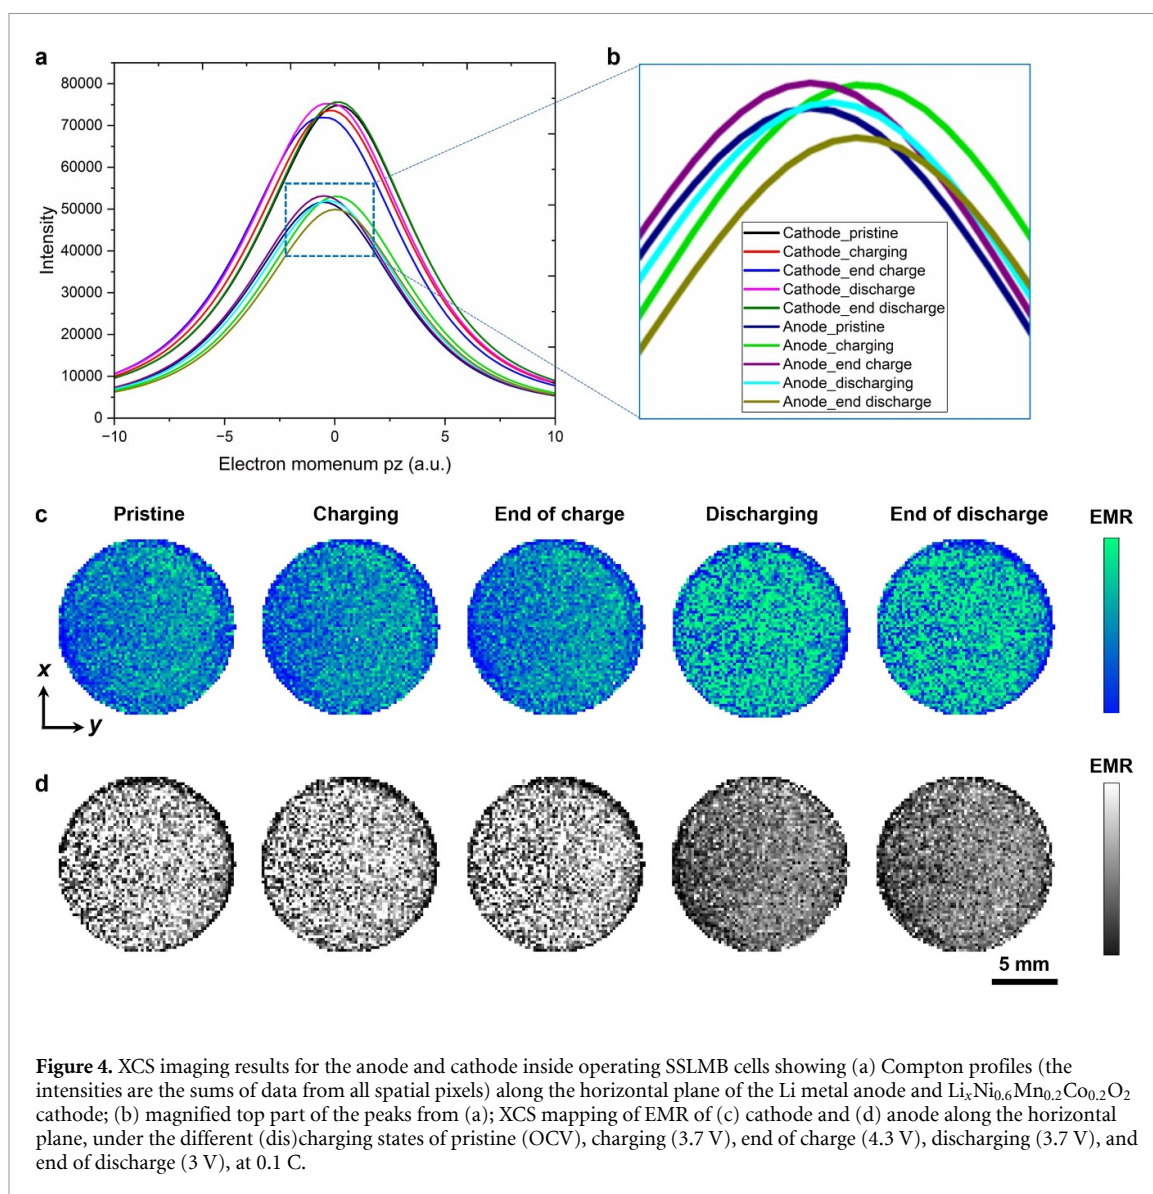 a
80000
70000
60000
50000
40000
30000
20000
10000
0
Intensity
−10
−5
0
5
10
Electron momenum pz (a.u.)
b
Cathode_pristine
Cathode_charging
Cathode_end charge
Cathode_discharge
Cathode_end discharge
Anode_pristine
Anode_charging
Anode_end charge
Anode_discharging
Anode_end discharge
c
Pristine
Charging
End of charge
Discharging
End of discharge
EMR
x
y
d
EMR
5 mm
Figure 4. XCS imaging results for the anode and cathode inside operating SSLMB cells showing (a) Compton profiles (the
intensities are the sums of data from all spatial pixels) along the horizontal plane of the Li metal anode and LiₓNi₀.₆Mn₀.₂Co₀.₂O₂
cathode; (b) magnified top part of the peaks from (a); XCS mapping of EMR of (c) cathode and (d) anode along the horizontal
plane, under the different (dis)charging states of pristine (OCV), charging (3.7 V), end of charge (4.3 V), discharging (3.7 V), and
end of discharge (3 V), at 0.1 C.